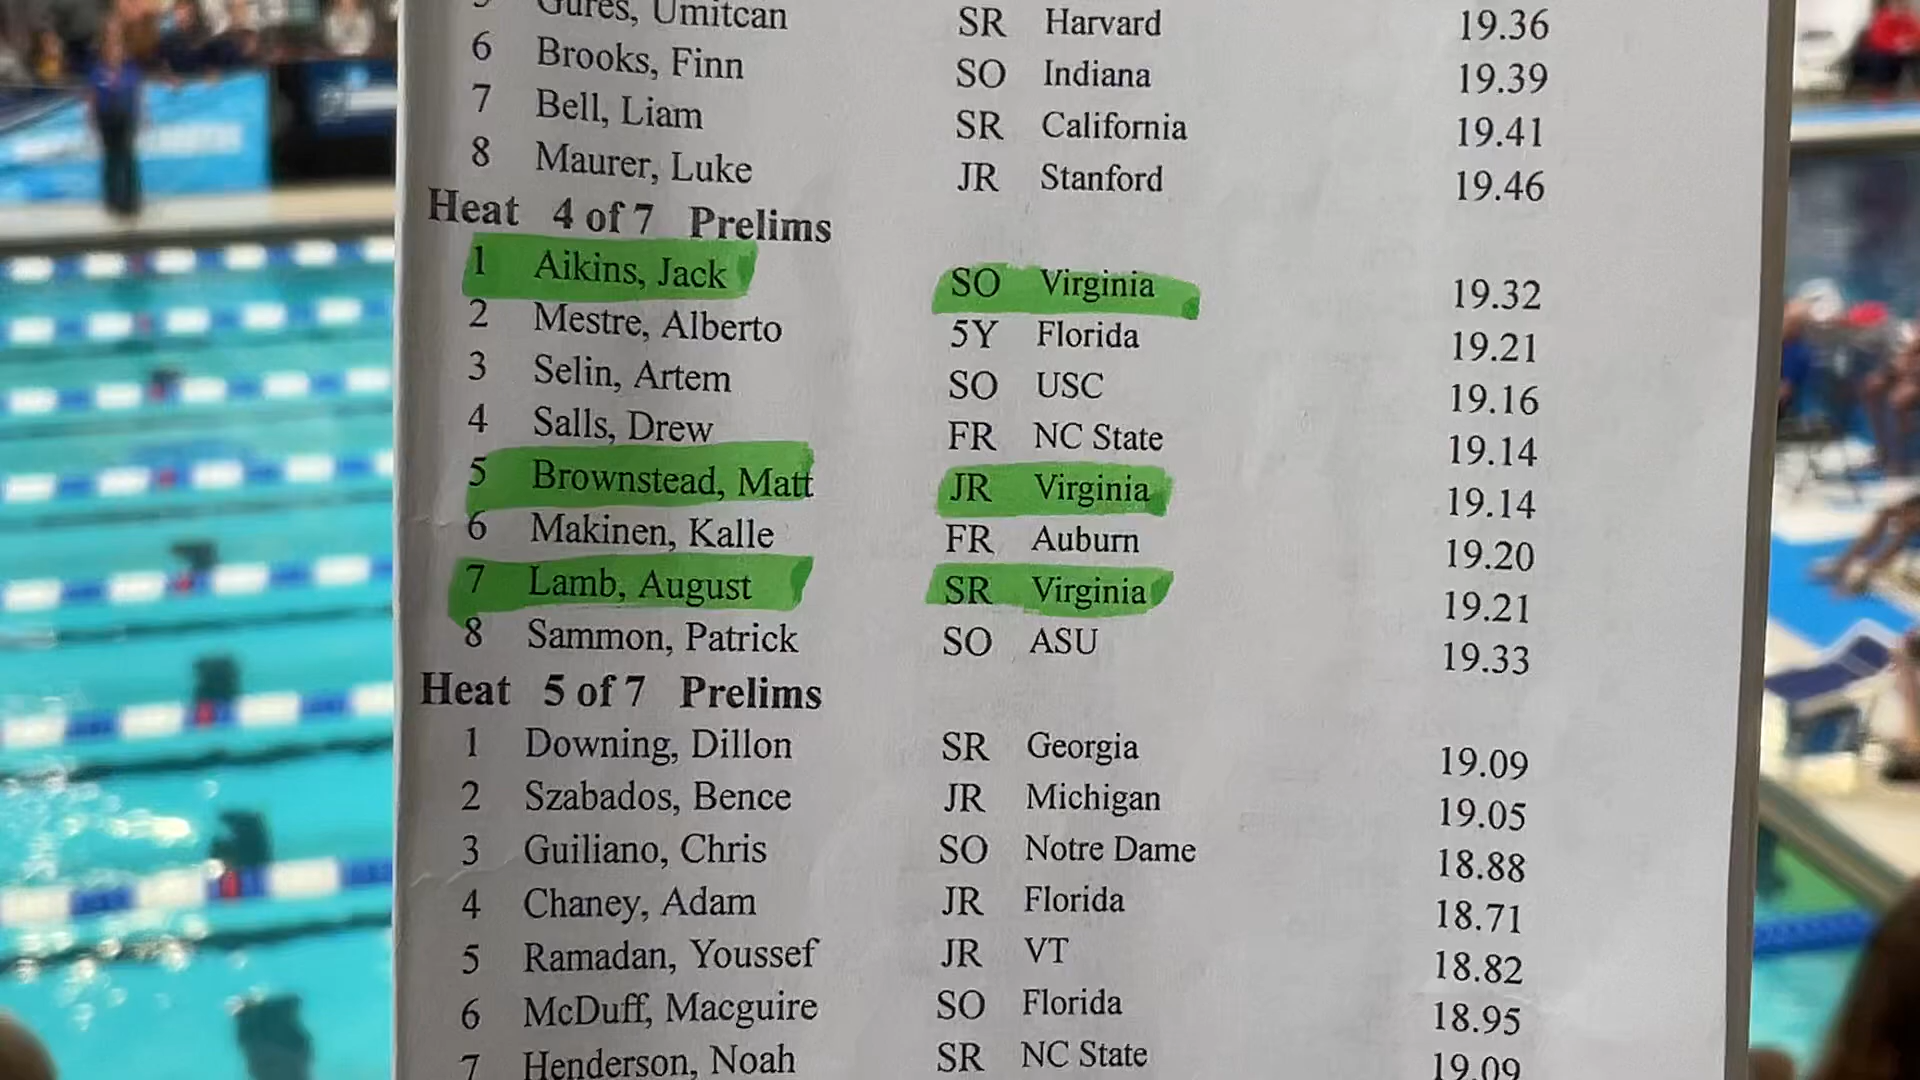 5 Gures, Umitcan SR Harvard 19.36
6 Brooks, Finn SO Indiana 19.39
7 Bell, Liam SR California 19.41
8 Maurer, Luke JR Stanford 19.46
Heat 4 of 7 Prelims
1 Aikins, Jack SO Virginia 19.32
2 Mestre, Alberto 5Y Florida 19.21
3 Selin, Artem SO USC 19.16
4 Salls, Drew FR NC State 19.14
5 Brownstead, Matt JR Virginia 19.14
6 Makinen, Kalle FR Auburn 19.20
7 Lamb, August SR Virginia 19.21
8 Sammon, Patrick SO ASU 19.33
Heat 5 of 7 Prelims
1 Downing, Dillon SR Georgia 19.09
2 Szabados, Bence JR Michigan 19.05
3 Guiliano, Chris SO Notre Dame 18.88
4 Chaney, Adam JR Florida 18.71
5 Ramadan, Youssef JR VT 18.82
6 McDuff, Macguire SO Florida 18.95
7 Henderson, Noah SR NC State 19.09